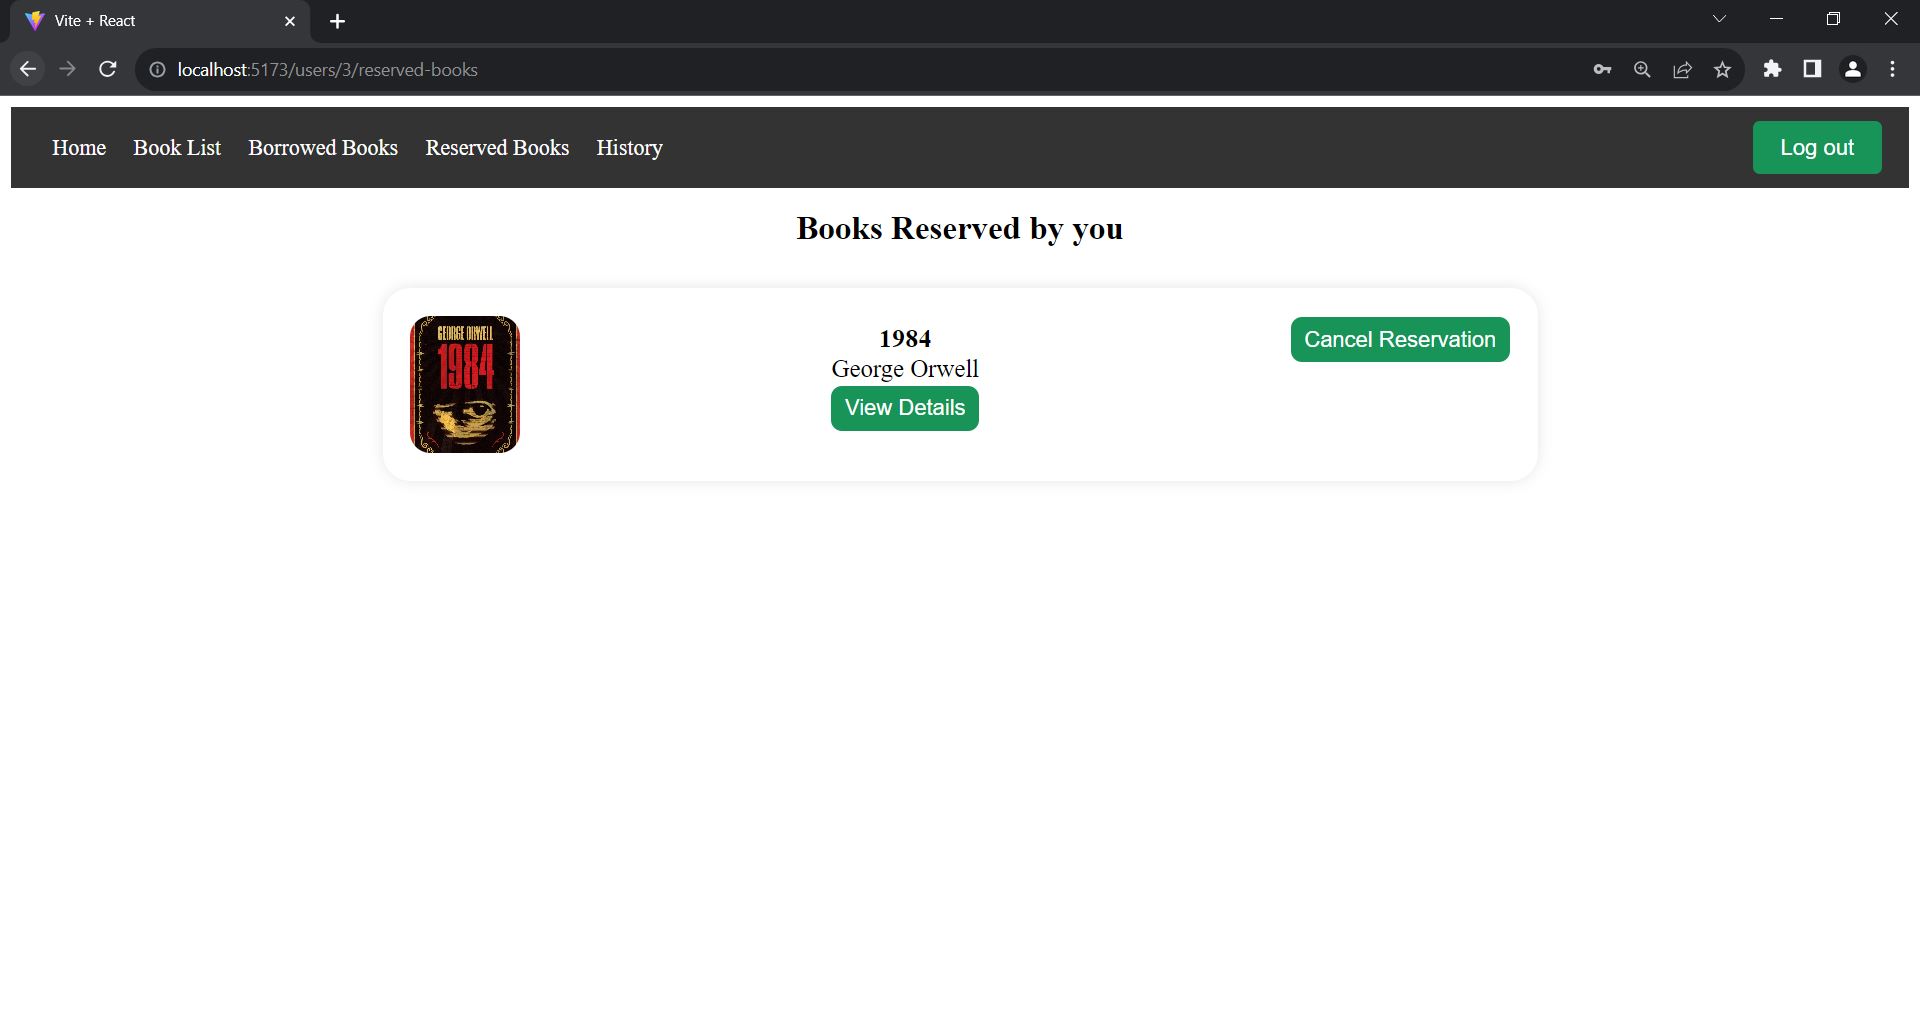 Vite + React
localhost:5173/users/3/reserved-books
Home Book List Borrowed Books Reserved Books History Log out
Books Reserved by you
GEORGE ORWELL
1984
1984
George Orwell
View Details
Cancel Reservation